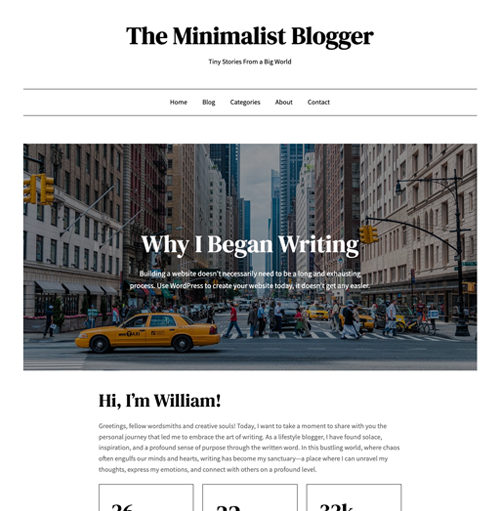 The Minimalist Blogger
Tiny Stories From a Big World
Home Blog Categories About Contact
Why I Began Writing
Building a website doesn't necessarily need to be a long and exhausting
process. Use WordPress to create your website today, it doesn't get any easier.
Hi, I'm William!
Greetings, fellow wordsmiths and creative souls! Today, I want to take a moment to share with you the
personal journey that led me to embrace the art of writing. As a lifestyle blogger, I have found solace,
inspiration, and a profound sense of purpose through the written word. In this bustling world, where chaos
often engulfs our minds and hearts, writing has become my sanctuary—a place where I can unravel my
thoughts, express my emotions, and connect with others on a profound level.